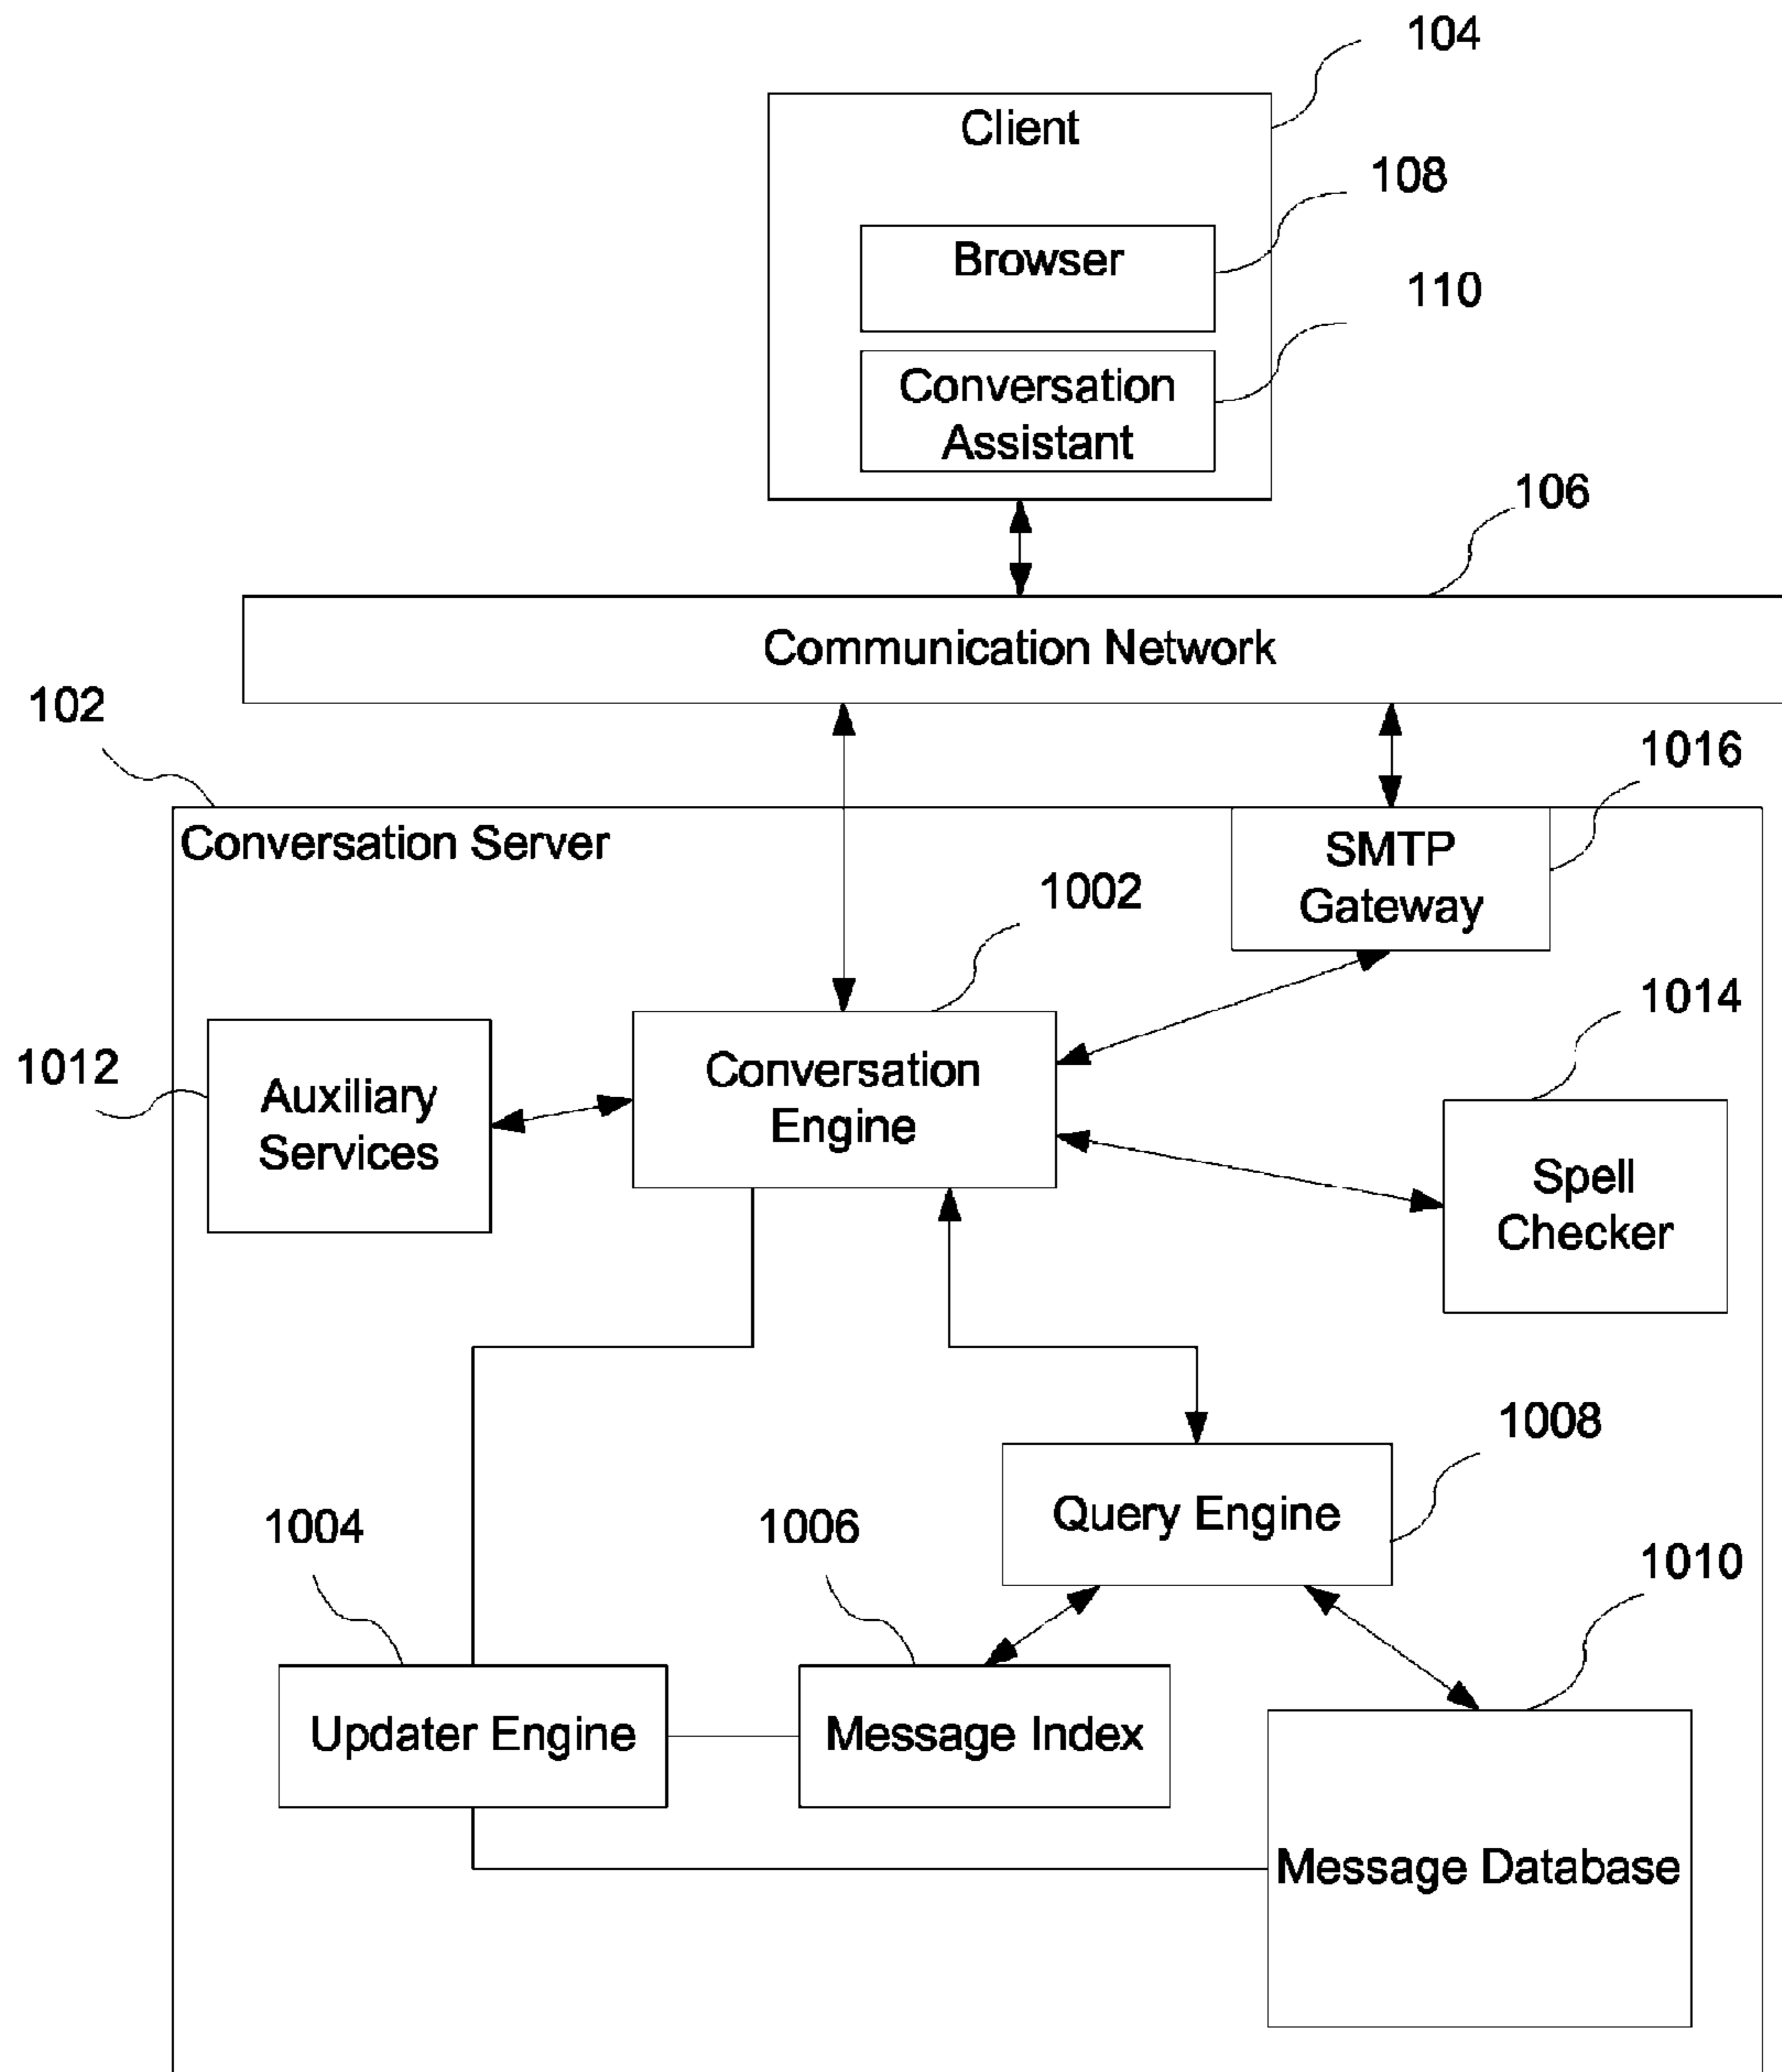 104
Client
108
Browser
110
Conversation
Assistant
106
Communication Network
102
1016
Conversation Server
SMTP
Gateway
1002
1014
1012
Auxiliary
Services
Conversation
Engine
Spell
Checker
1008
1004
1006
Query Engine
1010
Updater Engine
Message Index
Message Database